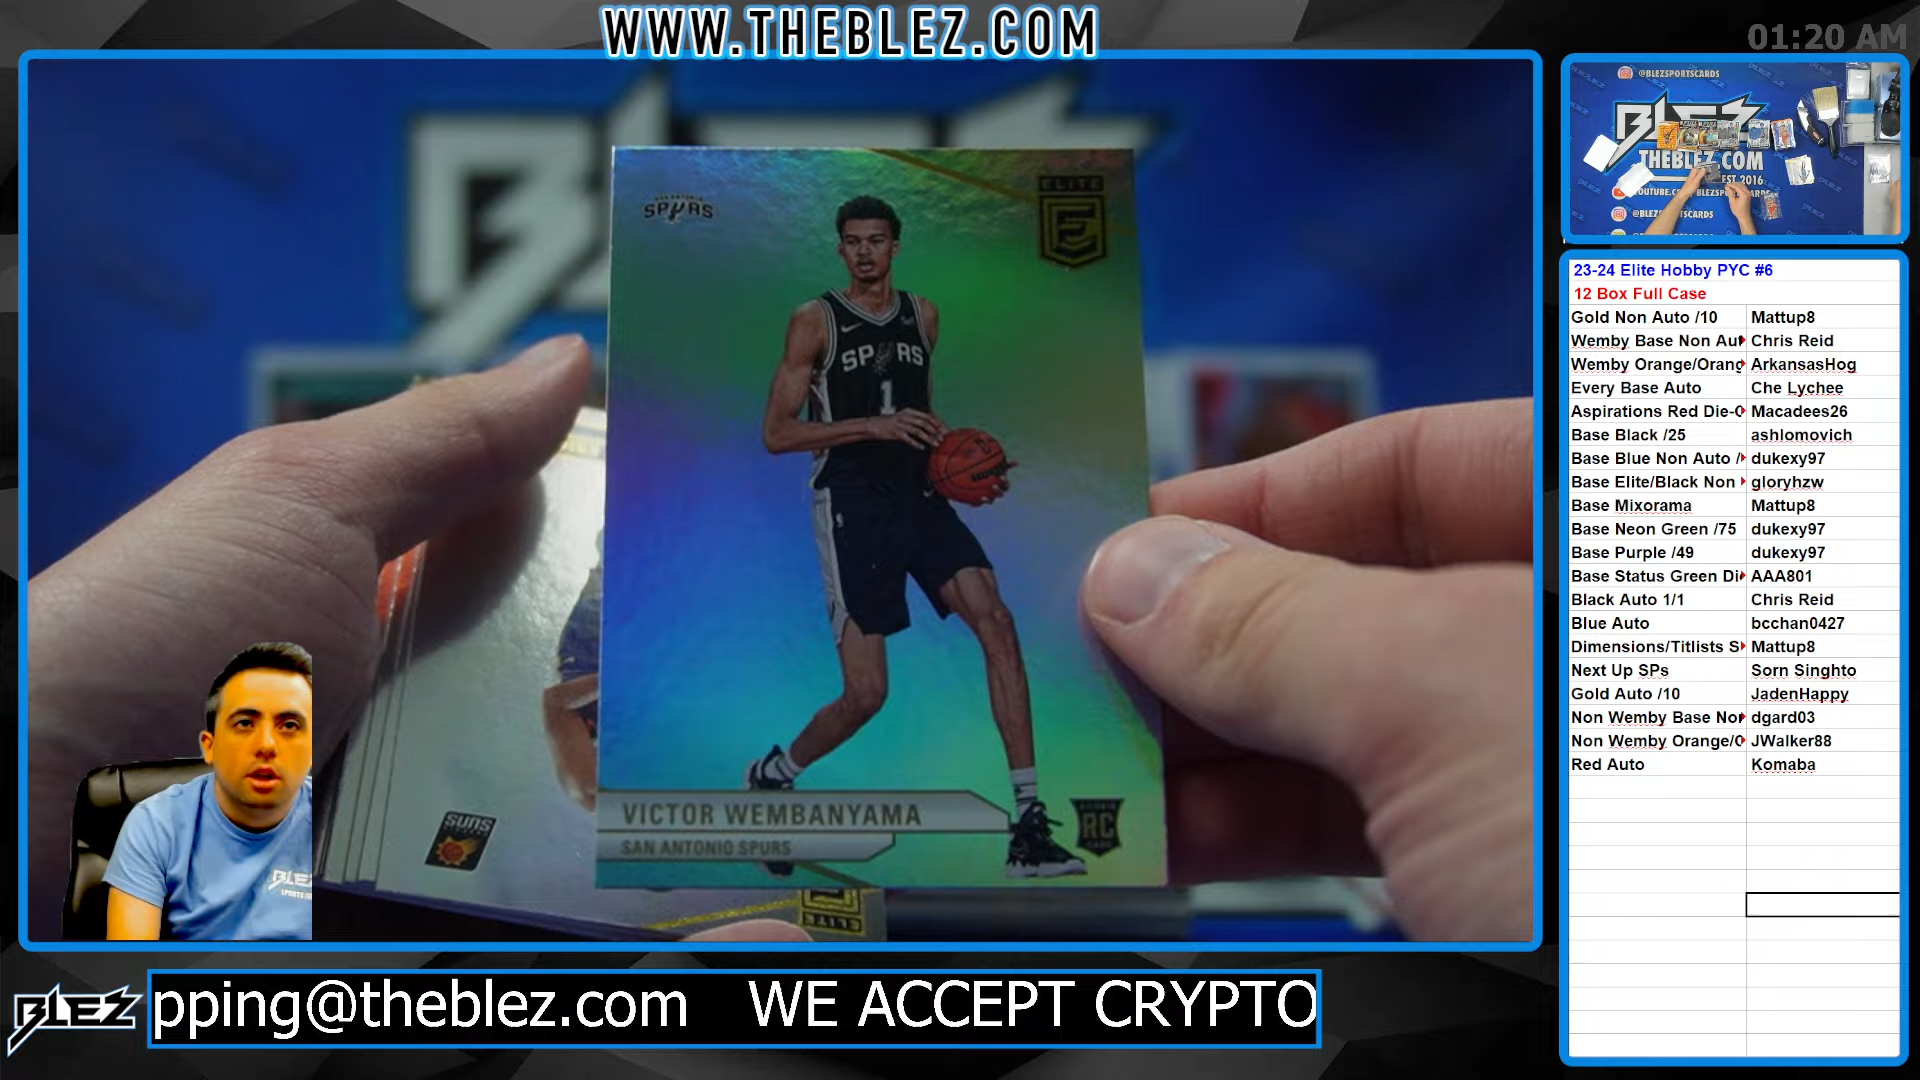 WWW.THEBLEZ.COM
01:20 AM
@BLEZSPORTSCARDS
BLEZ
THEBLEZ.COM
EST 2016
SPURS
ELITE
E
SPURS
1
VICTOR WEMBANYAMA
SAN ANTONIO SPURS
RC
SUNS
ELITE
BLEZ
23-24 Elite Hobby PYC #6
12 Box Full Case
Gold Non Auto /10 Mattup8
Wemby Base Non Aut Chris Reid
Wemby Orange/Orang ArkansasHog
Every Base Auto Che Lychee
Aspirations Red Die-C Macadees26
Base Black /25 ashlomovich
Base Blue Non Auto / dukexy97
Base Elite/Black Non gloryhzw
Base Mixorama Mattup8
Base Neon Green /75 dukexy97
Base Purple /49 dukexy97
Base Status Green Di AAA801
Black Auto 1/1 Chris Reid
Blue Auto bcchan0427
Dimensions/Titlists S Mattup8
Next Up SPs Sorn Singhto
Gold Auto /10 JadenHappy
Non Wemby Base Non dgard03
Non Wemby Orange/O JWalker88
Red Auto Komaba
BLEZ
pping@theblez.com WE ACCEPT CRYPTO